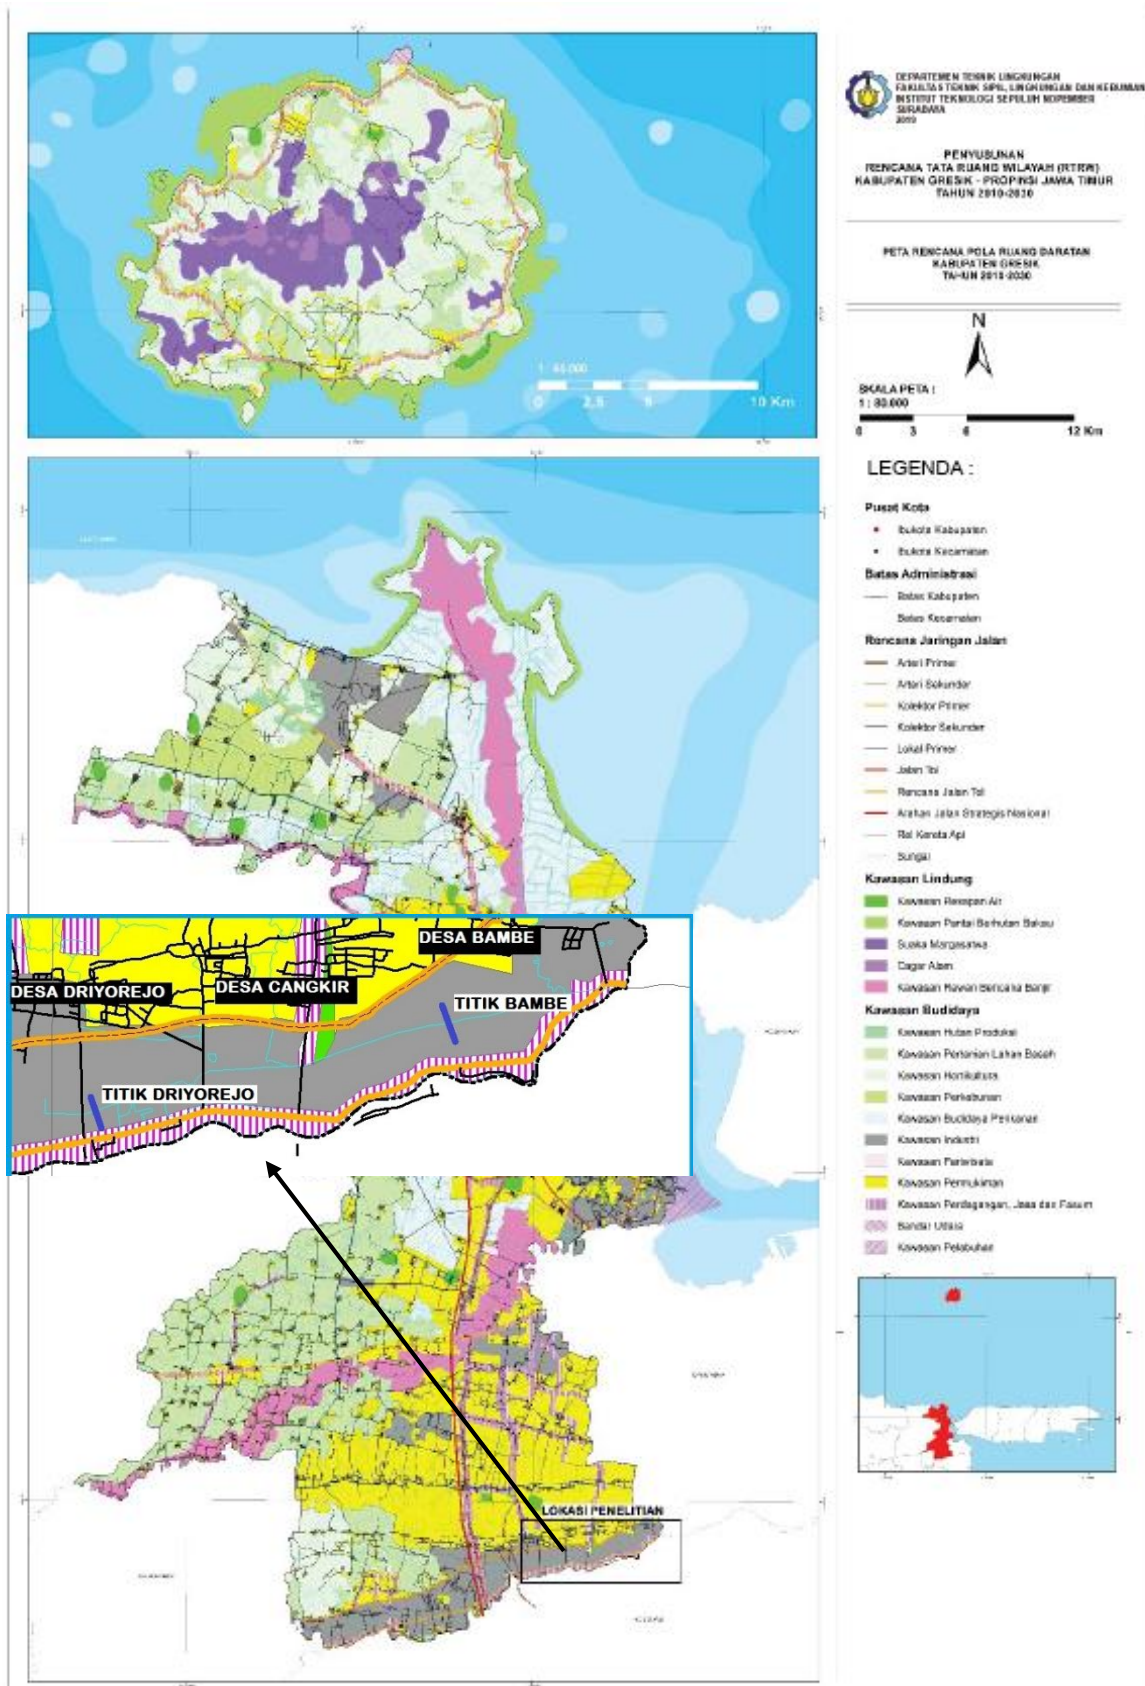 DEPARTEMEN TEKNIK LINGKUNGAN
FAKULTAS TEKNIK SIPIL, LINGKUNGAN DAN KEBUMIAN
INSTITUT TEKNOLOGI SEPULUH NOPEMBER
SURABAYA
2019
PENYUSUNAN
RENCANA TATA RUANG WILAYAH (RTRW)
KABUPATEN GRESIK - PROPINSI JAWA TIMUR
TAHUN 2010-2030
PETA RENCANA POLA RUANG DARATAN
KABUPATEN GRESIK
TAHUN 2010-2030
N
SKALA PETA :
1 : 80.000
0 3 6 12 Km
0 2,5 5 10 Km
LEGENDA :
Pusat Kota
Ibukota Kabupaten
Ibukota Kecamatan
Batas Administrasi
Batas Kabupaten
Batas Kecamatan
Rencana Jaringan Jalan
Arteri Primer
Arteri Sekunder
Kolektor Primer
Kolektor Sekunder
Lokal Primer
Jalan Tol
Rencana Jalan Tol
Arahan Jalan Strategis Nasional
Rel Kereta Api
Sungai
Kawasan Lindung
Kawasan Resapan Air
Kawasan Pantai Berhutan Bakau
Suaka Margasatwa
Cagar Alam
Kawasan Rawan Bencana Banjir
Kawasan Budidaya
Kawasan Hutan Produksi
Kawasan Pertanian Lahan Basah
Kawasan Hortikultura
Kawasan Perkebunan
Kawasan Budidaya Perikanan
Kawasan Industri
Kawasan Pariwisata
Kawasan Permukiman
Kawasan Perdagangan, Jasa dan Fasum
Bandar Udara
Kawasan Pelabuhan
DESA BAMBE
DESA DRIYOREJO
DESA CANGKIR
TITIK BAMBE
TITIK DRIYOREJO
LOKASI PENELITIAN